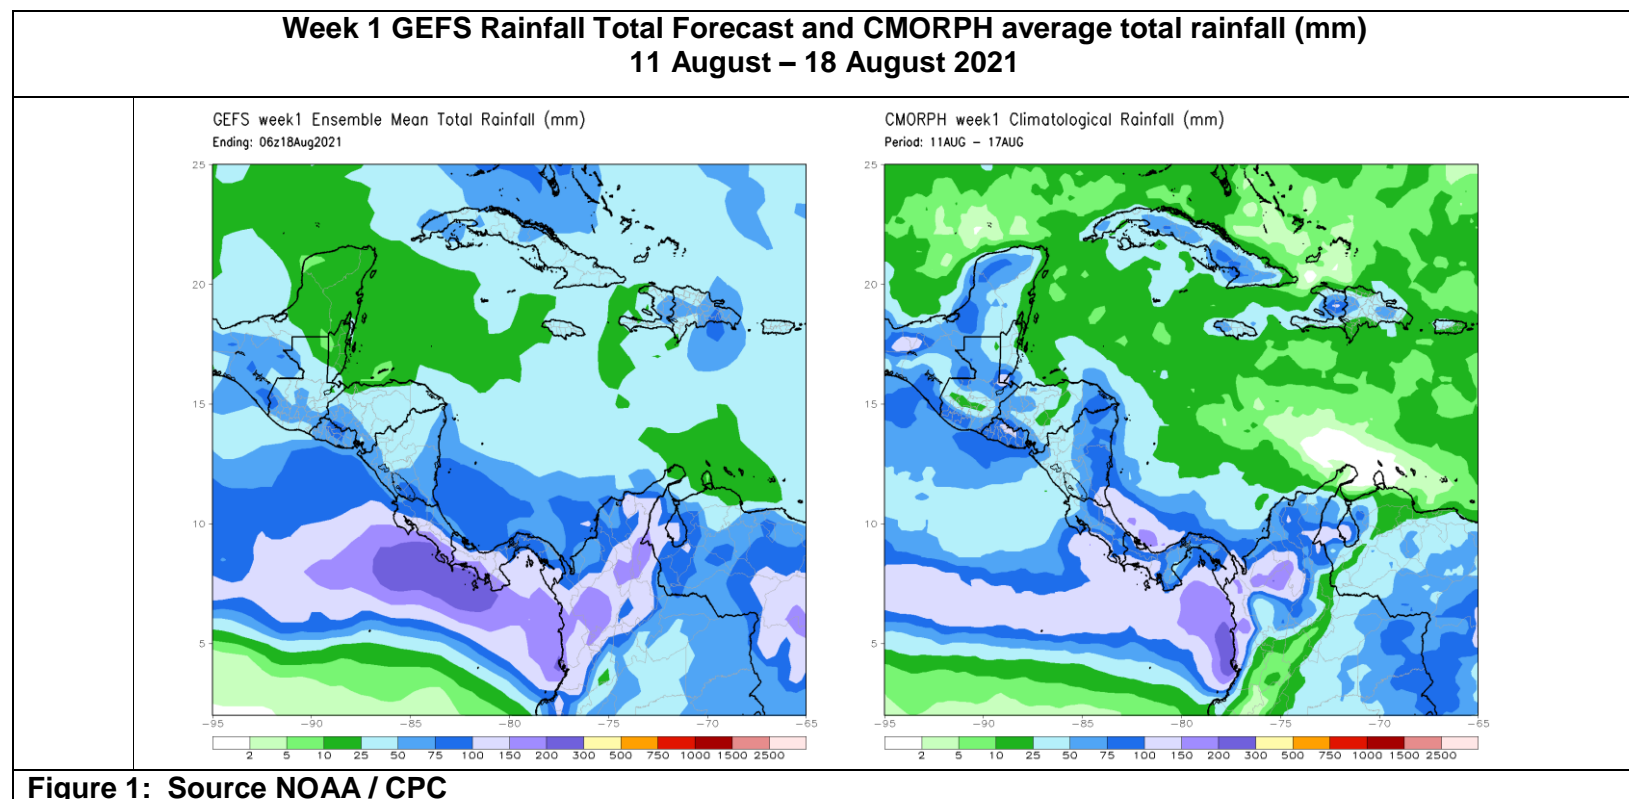 Week 1 GEFS Rainfall Total Forecast and CMORPH average total rainfall (mm)
11 August – 18 August 2021
GEFS week1 Ensemble Mean Total Rainfall (mm)
Ending: 06z18Aug2021
25
20
15
10
5
−95 −90 −85 −80 −75 −70 −65
2 5 10 25 50 75 100 150 200 300 500 750 1000 1500 2500
CMORPH week1 Climatological Rainfall (mm)
Period: 11AUG − 17AUG
25
20
15
10
5
−95 −90 −85 −80 −75 −70 −65
2 5 10 25 50 75 100 150 200 300 500 750 1000 1500 2500
Figure 1: Source NOAA / CPC